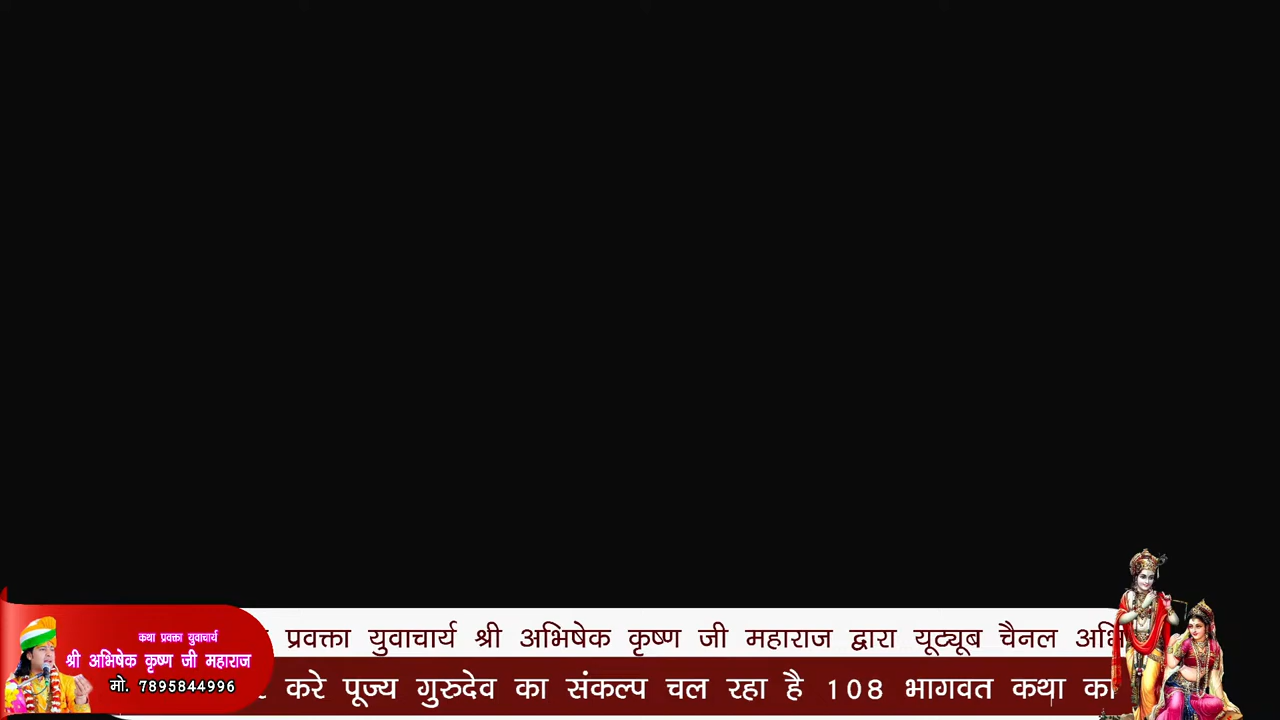 कथा प्रवक्ता युवाचार्य
श्री अभिषेक कृष्ण जी महाराज
मो. 7895844996
प्रवक्ता युवाचार्य श्री अभिषेक कृष्ण जी महाराज द्वारा यूट्यूब चैनल
करे पूज्य गुरुदेव का संकल्प चल रहा है 108 भागवत कथा का